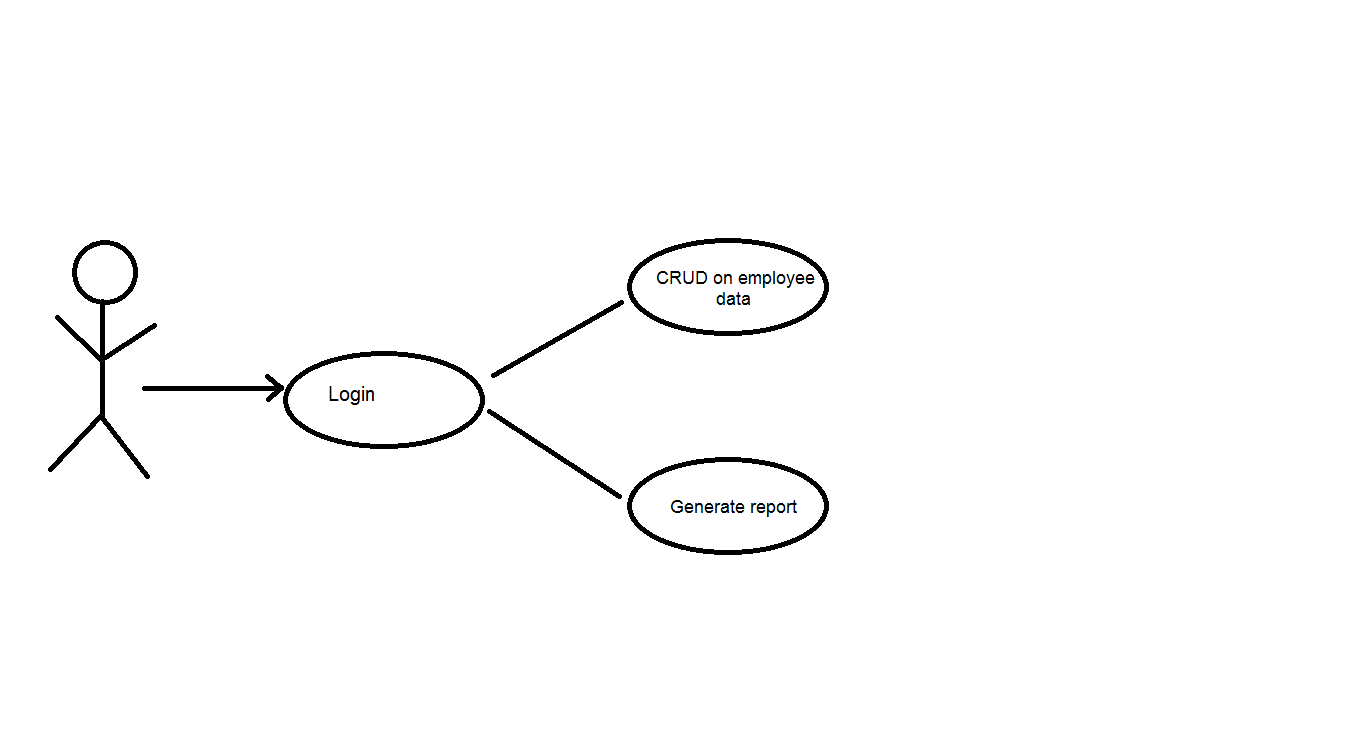 CRUD on employee
data
Login
Generate report